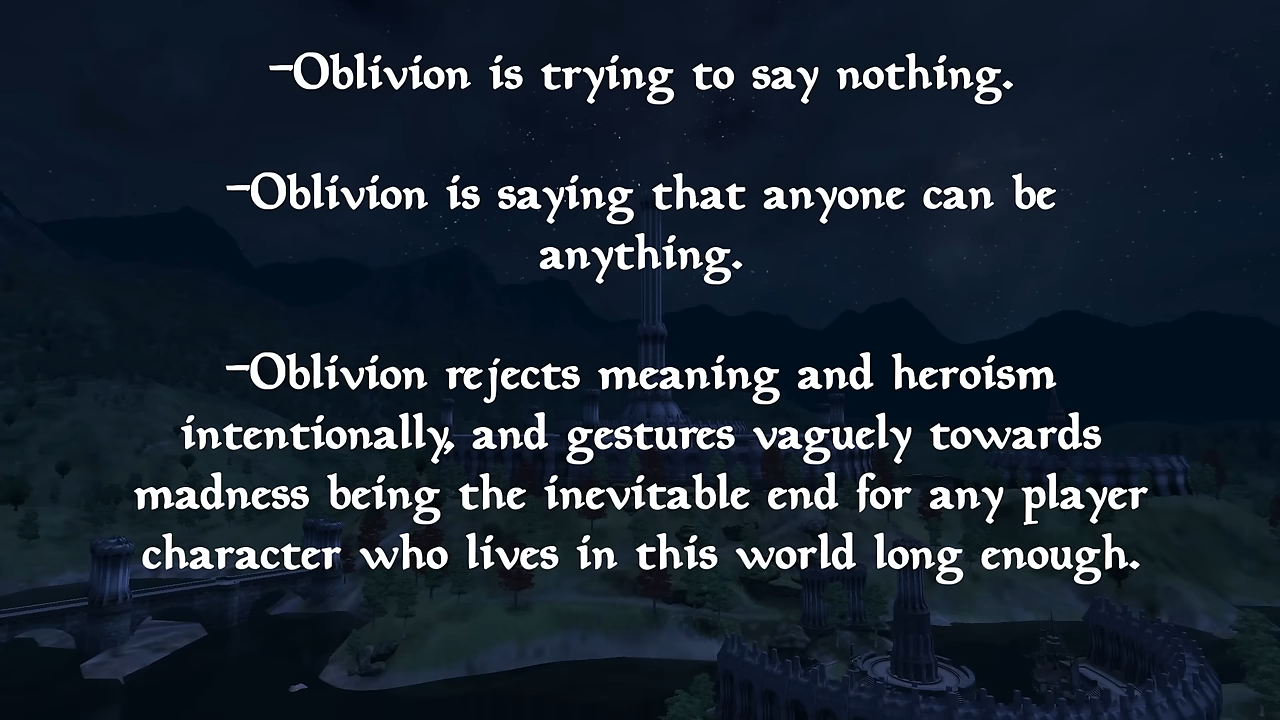 -Oblivion is trying to say nothing.
-Oblivion is saying that anyone can be
anything.
-Oblivion rejects meaning and heroism
intentionally, and gestures vaguely towards
madness being the inevitable end for any player
character who lives in this world long enough.